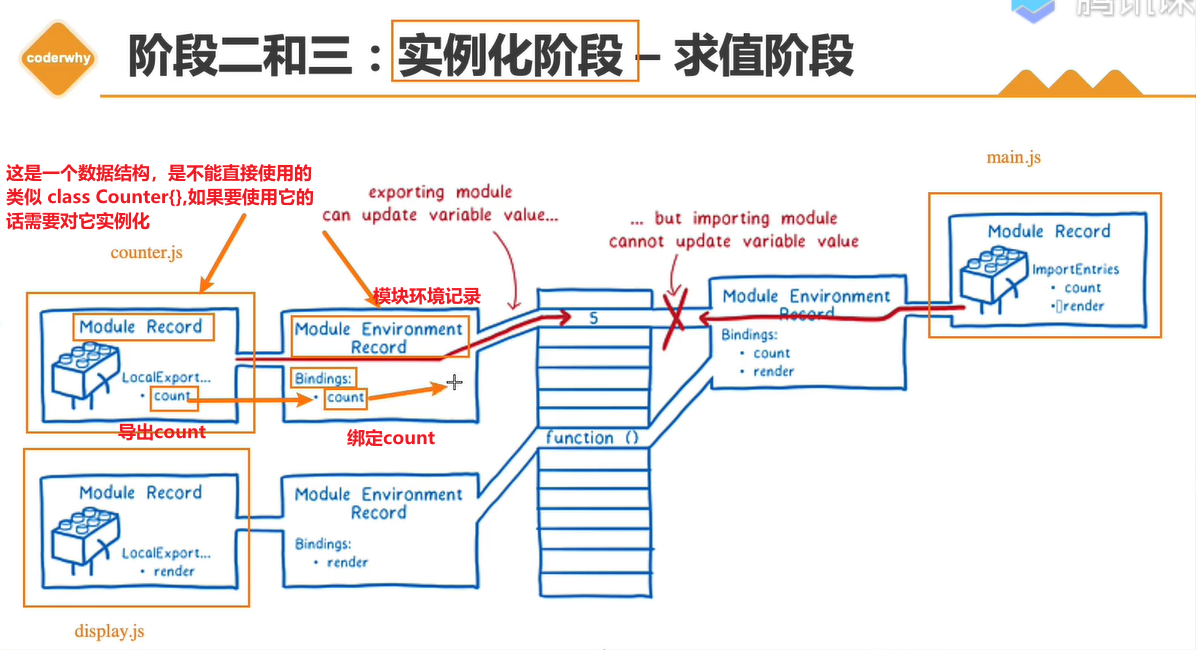 coderwhy
阶段二和三：实例化阶段 – 求值阶段
腾讯课
这是一个数据结构，是不能直接使用的
类似 class Counter{},如果要使用它的
话需要对它实例化
counter.js
exporting module
can update variable value...
... but importing module
cannot update variable value
main.js
Module Record
ImportEntries
• count
• render
模块环境记录
Module Record
LocalExport...
• count
导出count
Module Environment
Record
Bindings:
• count
绑定count
5
function ()
Module Environment
Record
Bindings:
• count
• render
Module Record
LocalExport...
• render
Module Environment
Record
Bindings:
• render
display.js